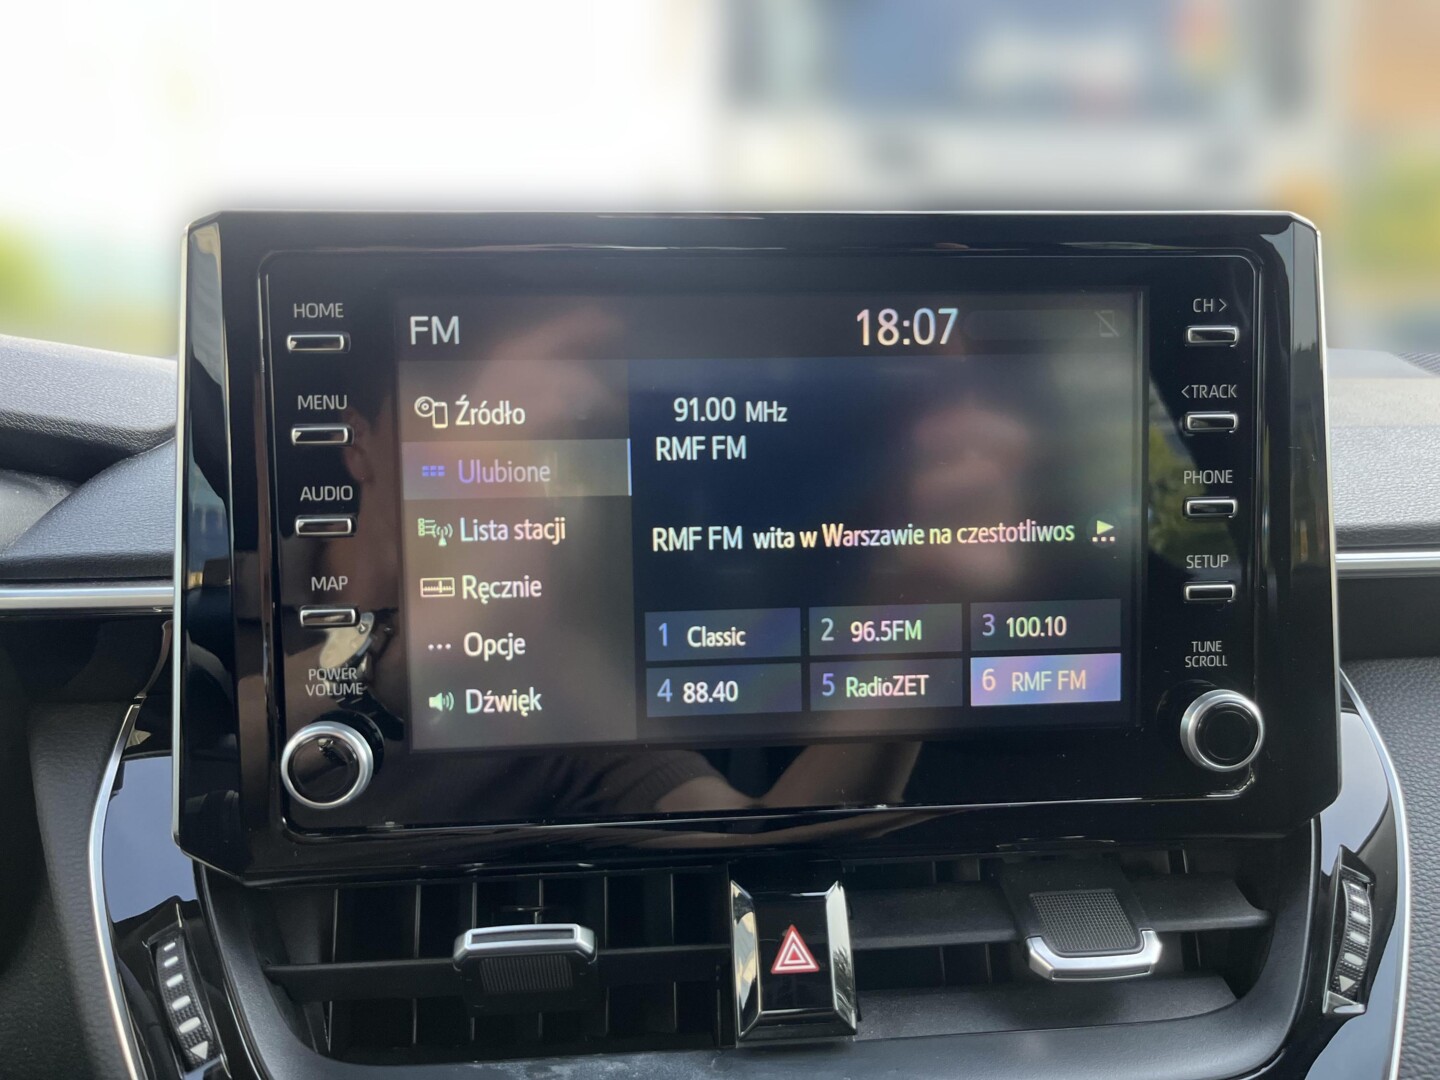 HOME
MENU
AUDIO
MAP
POWER
VOLUME
FM
18:07
Źródło
Ulubione
Lista stacji
Ręcznie
Opcje
Dźwięk
91.00 MHz
RMF FM
RMF FM wita w Warszawie na czestotliwos
1 Classic
2 96.5FM
3 100.10
4 88.40
5 RadioZET
6 RMF FM
CH >
< TRACK
PHONE
SETUP
TUNE
SCROLL